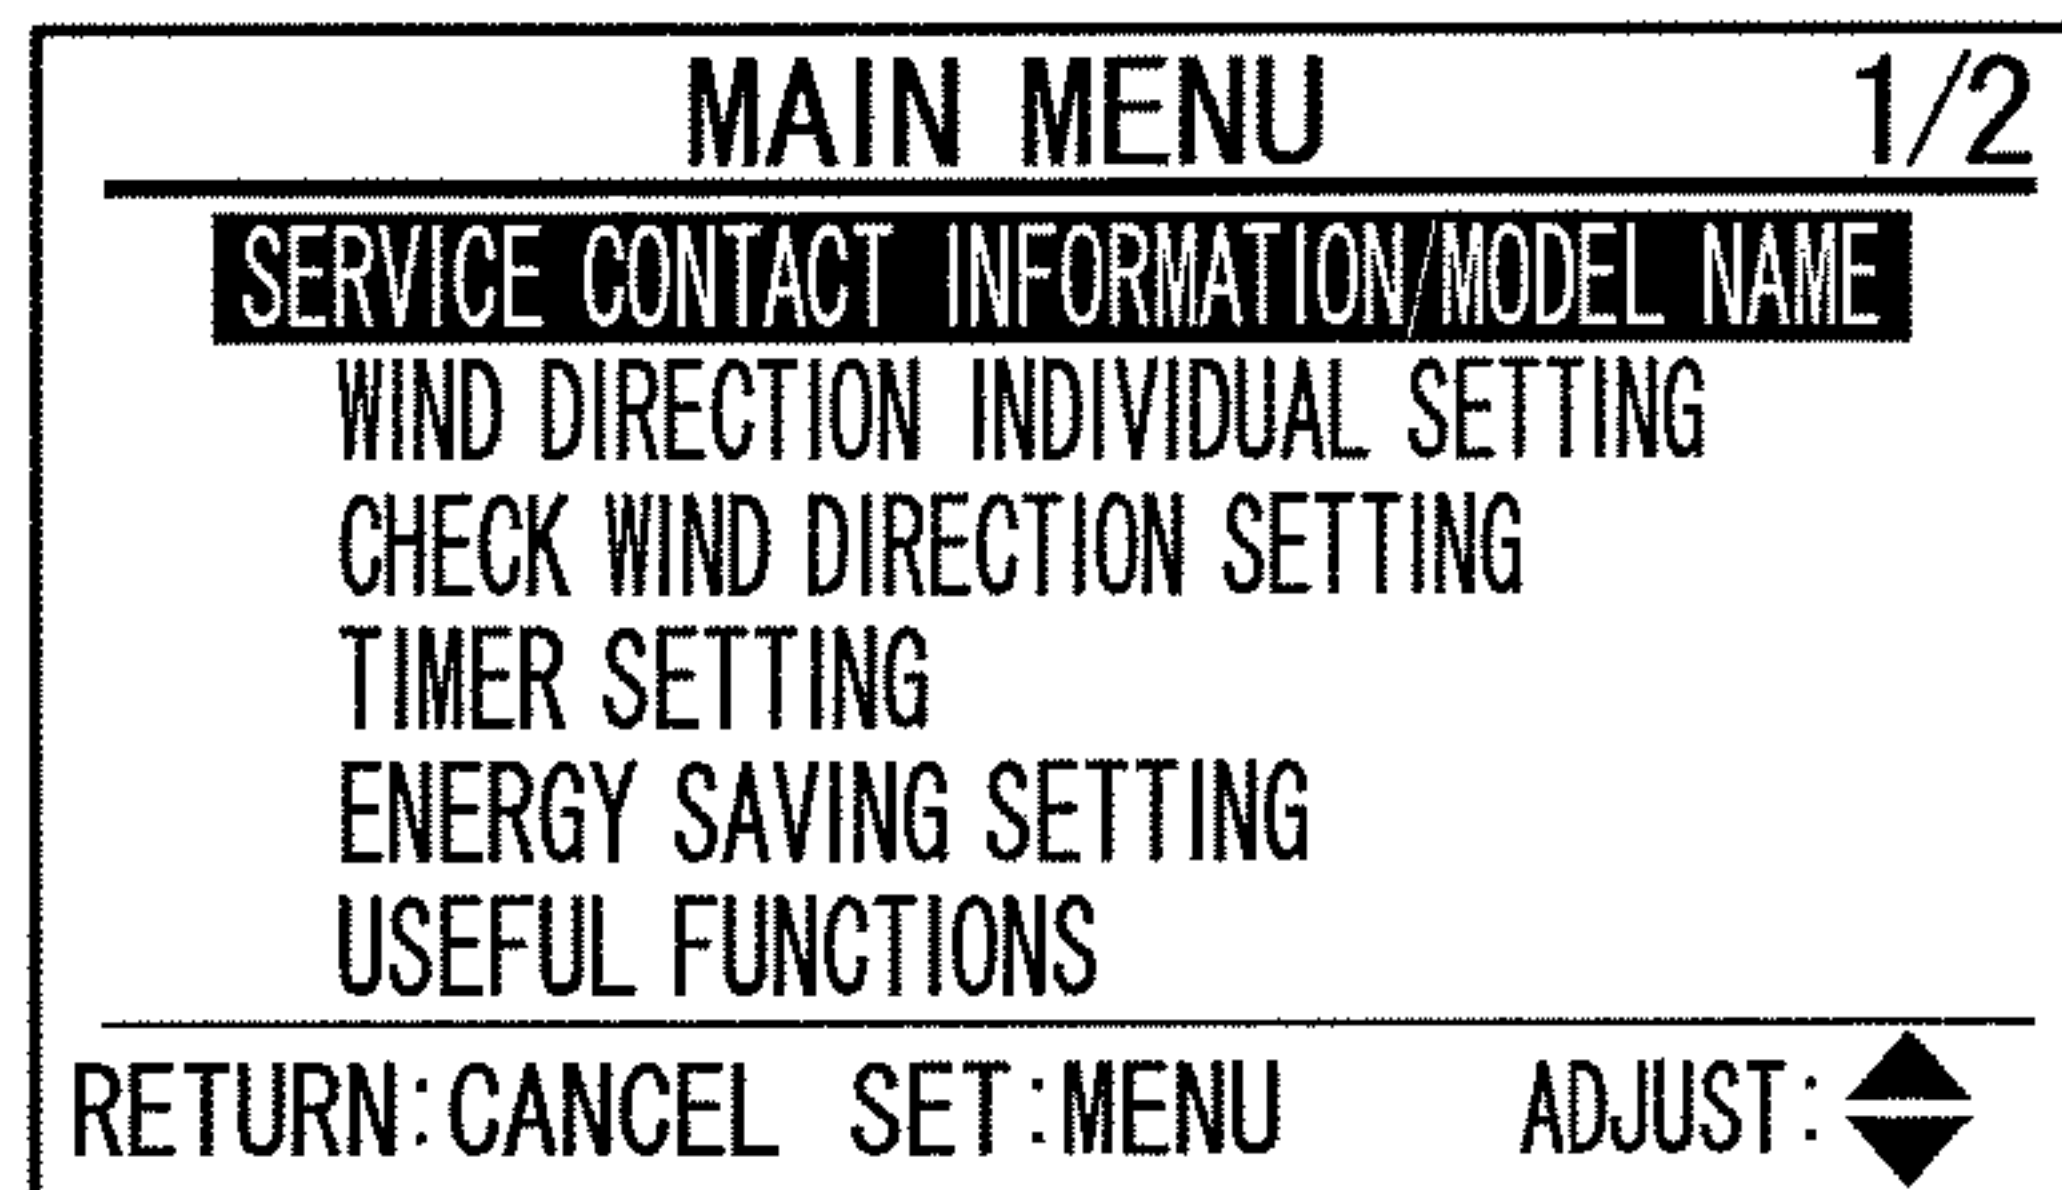 MAIN MENU 1/2
SERVICE CONTACT INFORMATION/MODEL NAME
WIND DIRECTION INDIVIDUAL SETTING
CHECK WIND DIRECTION SETTING
TIMER SETTING
ENERGY SAVING SETTING
USEFUL FUNCTIONS
RETURN:CANCEL SET:MENU ADJUST: